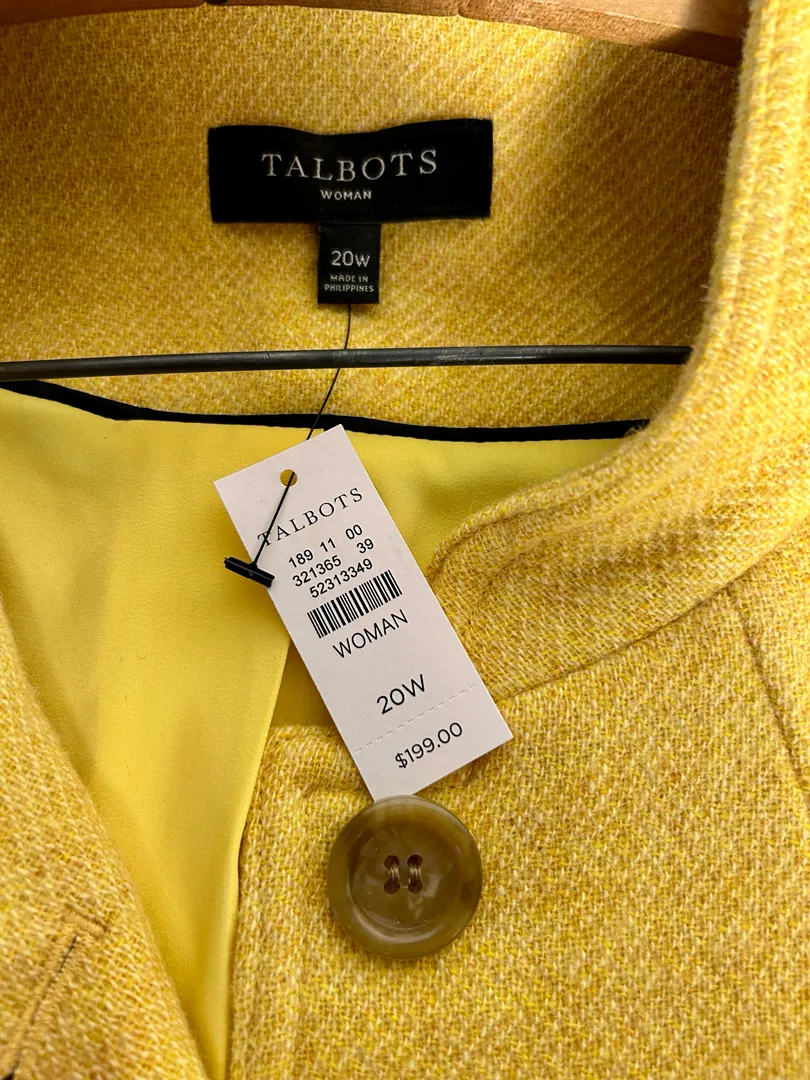 TALBOTS
WOMAN
20W
MADE IN
PHILIPPINES
TALBOTS
189 11 00
321365 39
52313349
WOMAN
20W
$199.00